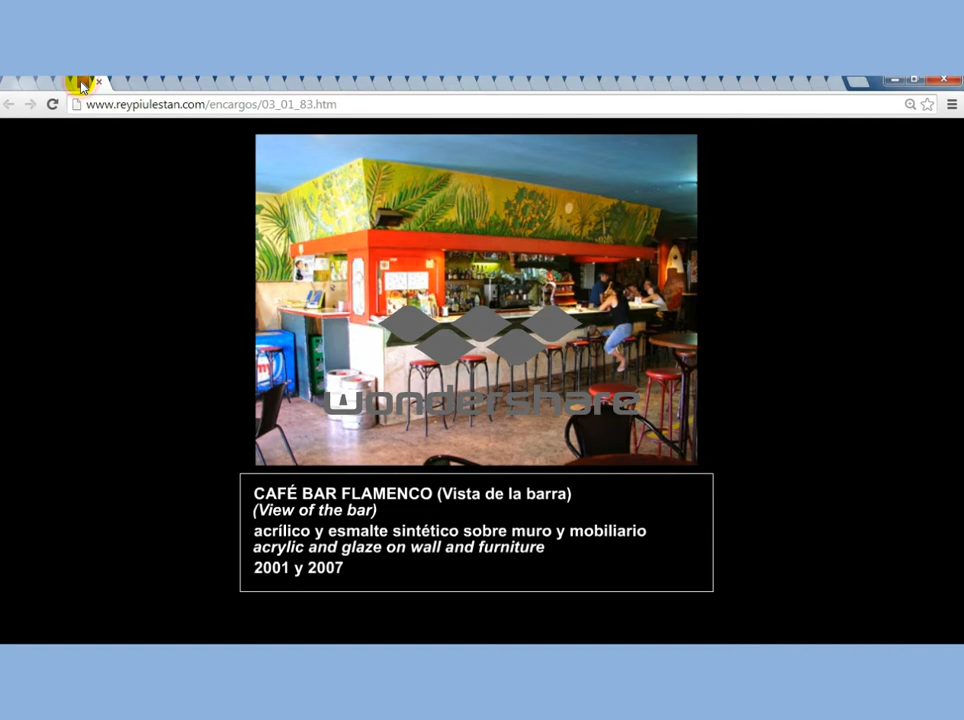 www.reypiulestan.com/encargos/03_01_83.htm
wondershare
CAFÉ BAR FLAMENCO (Vista de la barra)
(View of the bar)
acrílico y esmalte sintético sobre muro y mobiliario
acrylic and glaze on wall and furniture
2001 y 2007